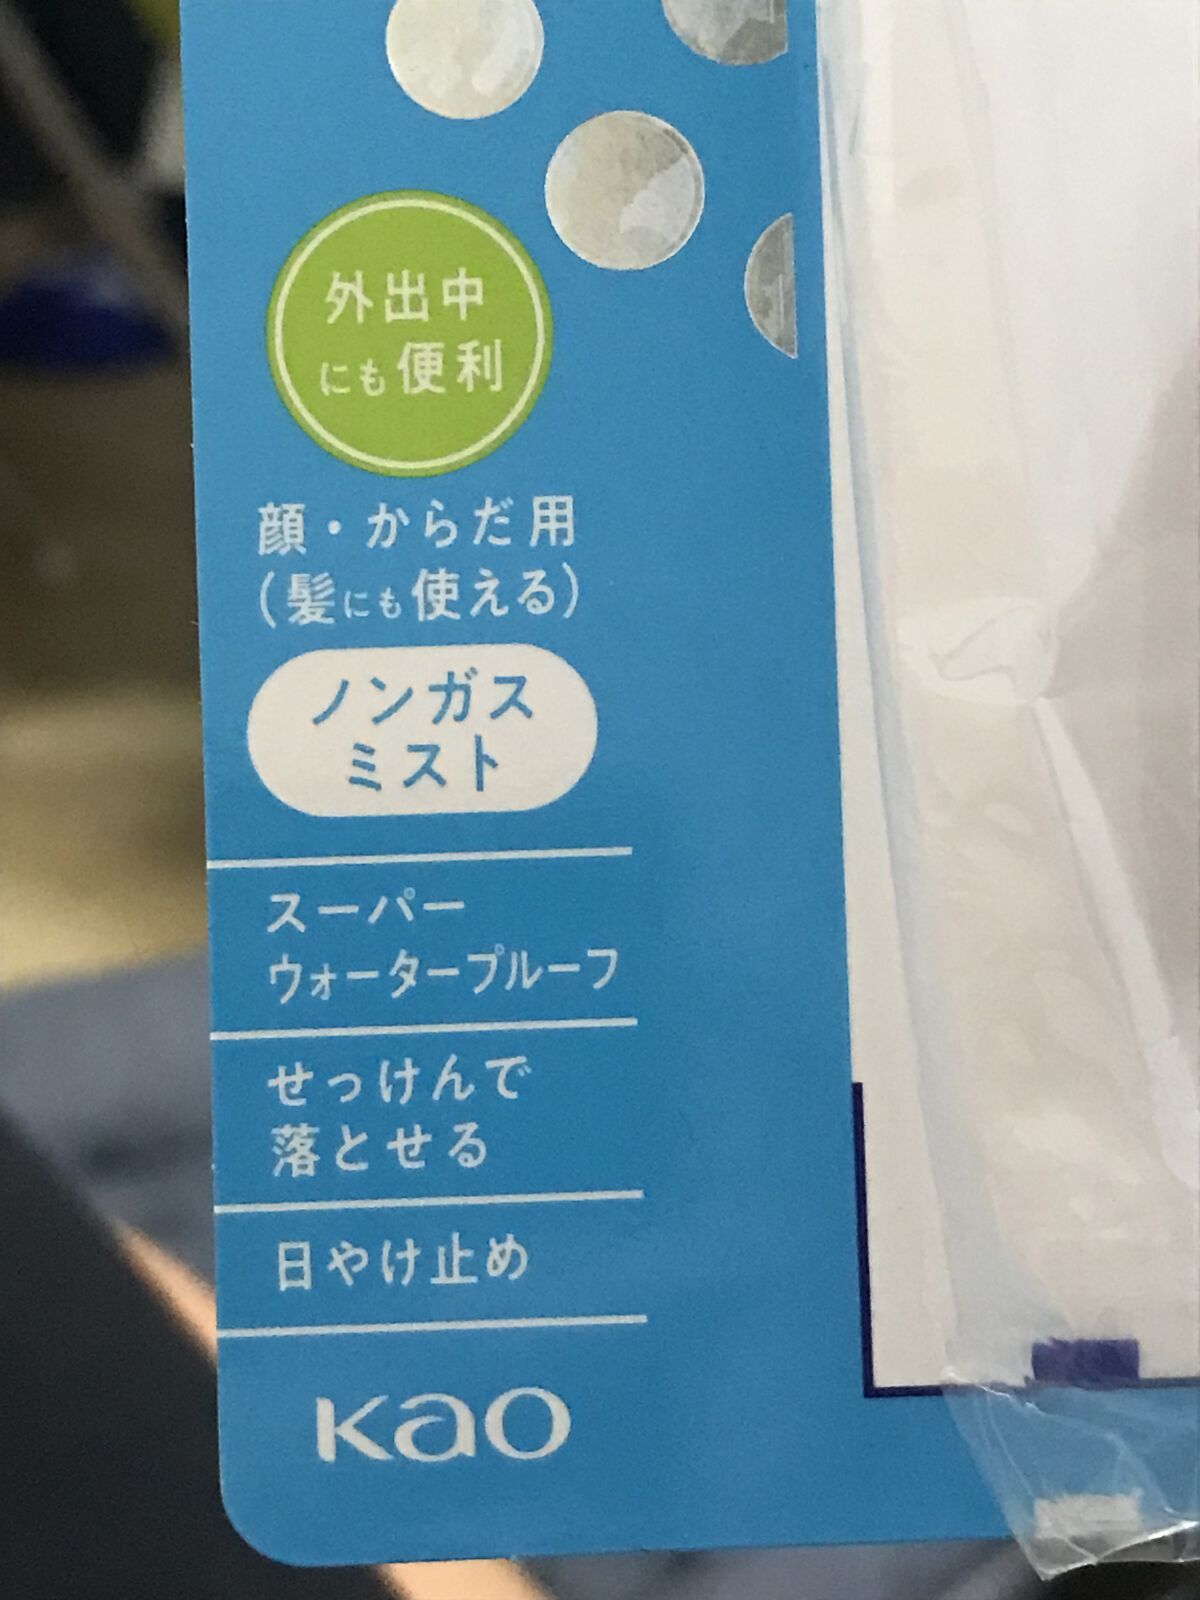 外出中
にも便利
顔・からだ用
(髪にも使える)
ノンガス
ミスト
スーパー
ウォータープルーフ
せっけんで
落とせる
日やけ止め
Kao